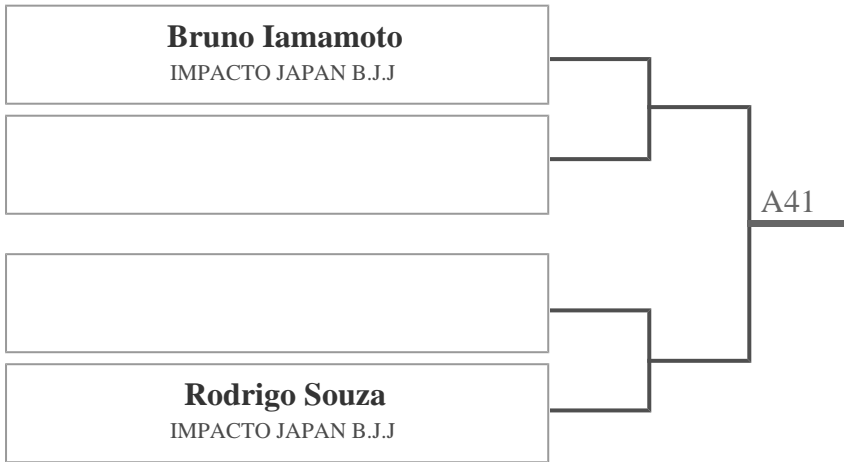 Bruno Iamamoto
IMPACTO JAPAN B.J.J
A41
Rodrigo Souza
IMPACTO JAPAN B.J.J